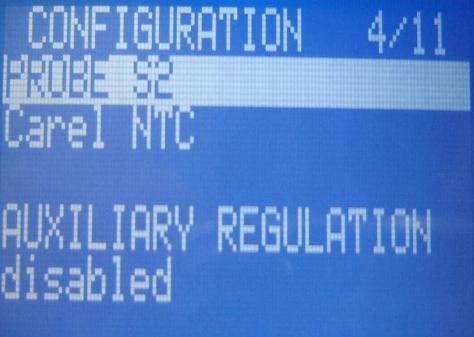 CONFIGURATION 4/11
PROBE S2
Carel NTC
AUXILIARY REGULATION
disabled